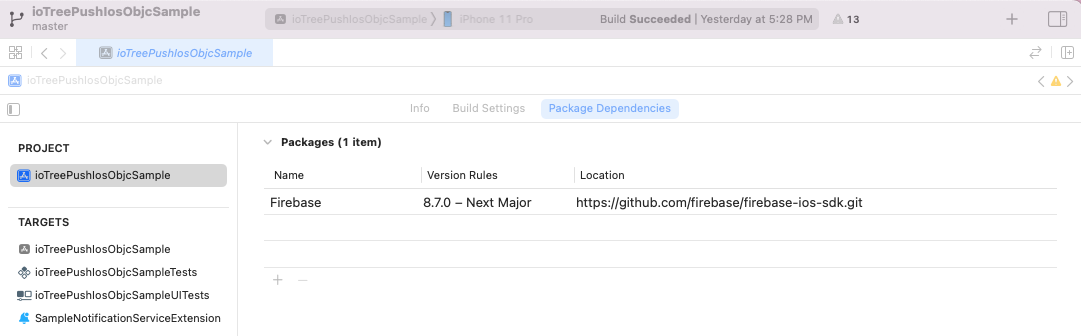 ioTreePushIosObjcSample
master
ioTreePushIosObjcSample 〉 iPhone 11 Pro Build Succeeded | Yesterday at 5:28 PM 13
ioTreePushIosObjcSample
ioTreePushIosObjcSample
Info Build Settings Package Dependencies
PROJECT
ioTreePushIosObjcSample
TARGETS
ioTreePushIosObjcSample
ioTreePushIosObjcSampleTests
ioTreePushIosObjcSampleUITests
SampleNotificationServiceExtension
Packages (1 item)
Name Version Rules Location
Firebase 8.7.0 – Next Major https://github.com/firebase/firebase-ios-sdk.git